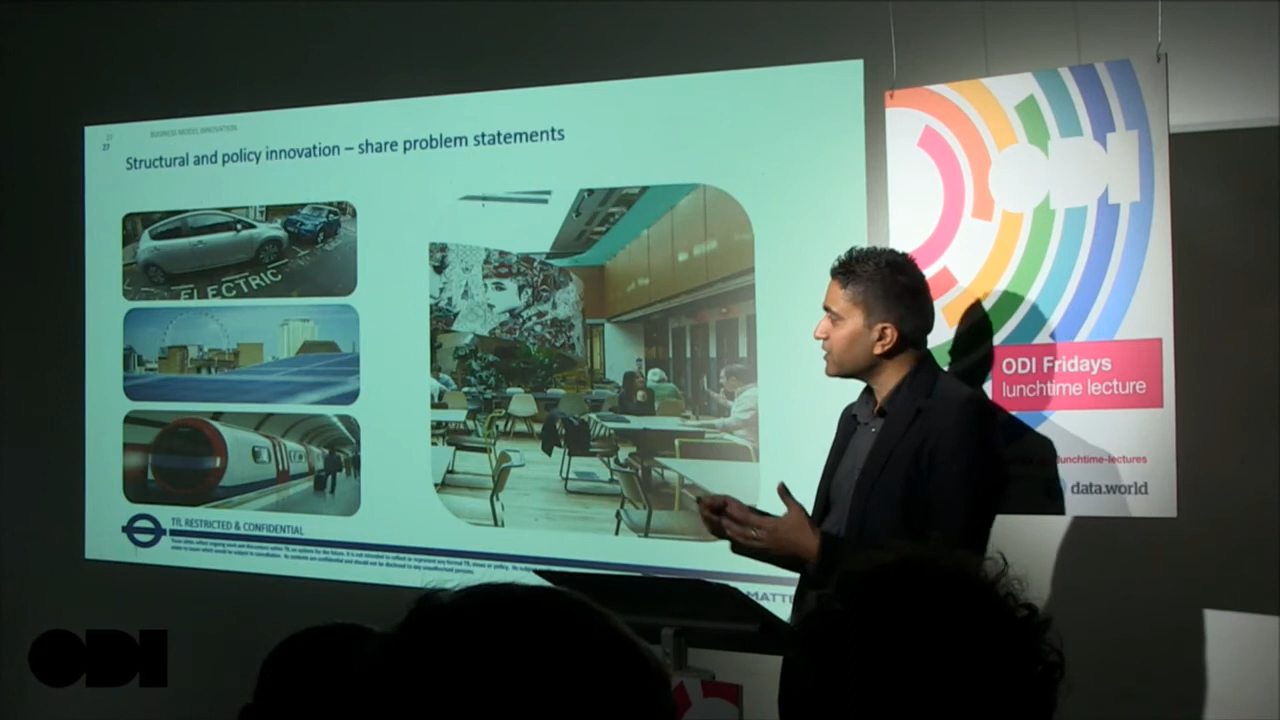 27
BUSINESS MODEL INNOVATION
Structural and policy innovation – share problem statements
ELECTRIC
TfL RESTRICTED & CONFIDENTIAL
MATT
ODI Fridays
lunchtime lecture
lunchtime-lectures
data.world
ODI